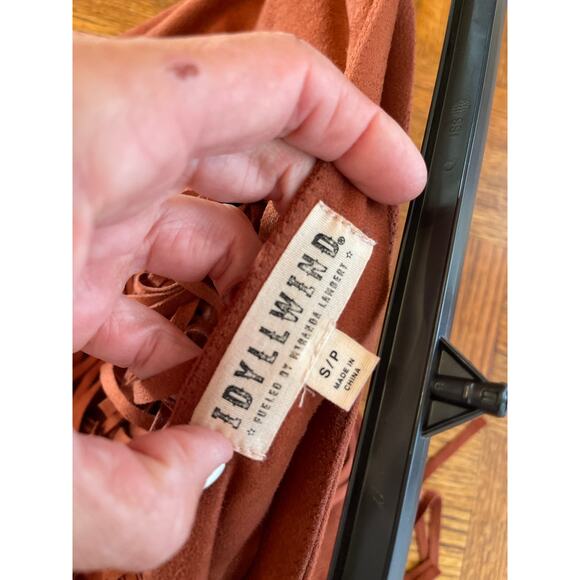 IDYLLWIND®
☆ FUELED BY MIRANDA LAMBERT ☆
S/P
MADE IN
CHINA